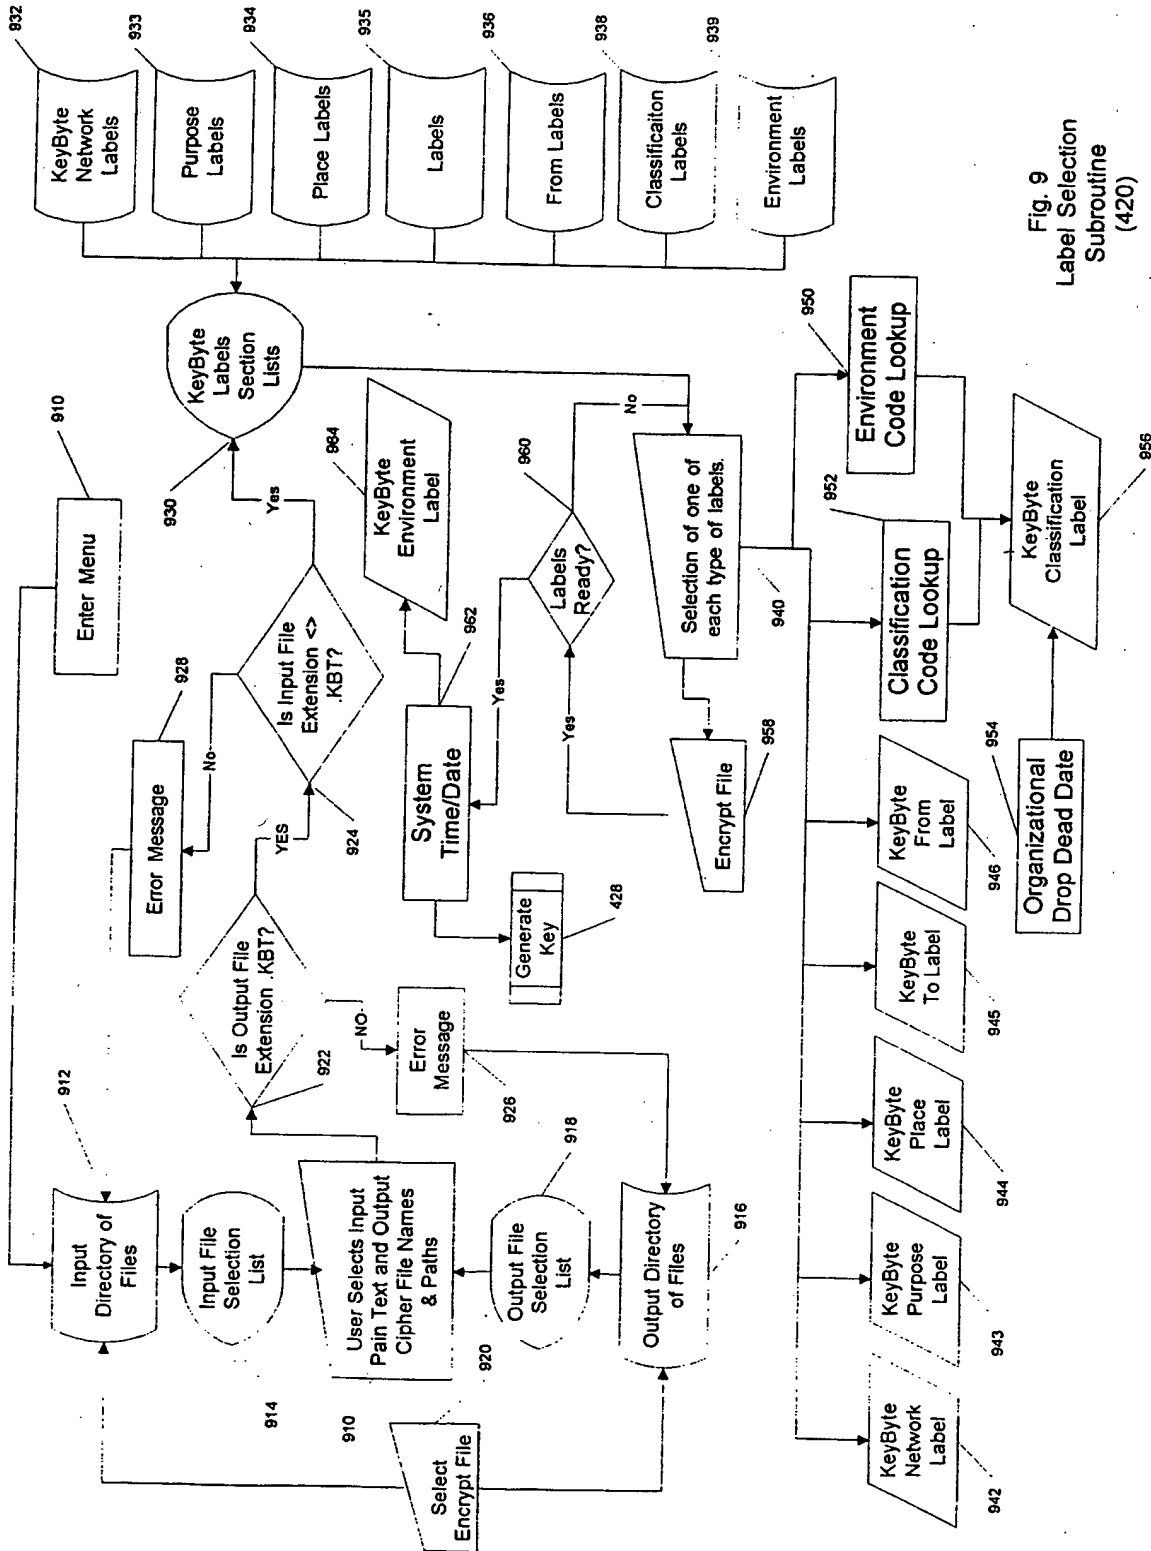 910
Enter Menu
912
Input
Directory of
Files
Input File
Selection
List
914
User Selects Input
Pain Text and Output
Cipher File Names
& Paths
910
920
Select
Encrypt File
Output File
Selection
List
918
Output Directory
of Files
916
Is Output File
Extension .KBT?
922
NO
Error
Message
926
YES
Is Input File
Extension <>
.KBT?
924
No
Error Message
928
Yes
930
KeyByte
Labels
Section
Lists
KeyByte
Network
Labels
932
Purpose
Labels
933
Place Labels
934
Labels
935
From Labels
936
Classificaiton
Labels
938
Environment
Labels
939
KeyByte
Environment
Label
964
System
Time/Date
962
Generate
Key
428
Labels
Ready?
960
No
Yes
Yes
Selection of one of
each type of labels.
940
Encrypt File
958
KeyByte
Network
Label
942
KeyByte
Purpose
Label
943
KeyByte
Place
Label
944
KeyByte
To Label
945
KeyByte
From
Label
946
Classification
Code Lookup
952
Environment
Code Lookup
950
Organizational
Drop Dead Date
954
KeyByte
Classification
Label
956
Fig. 9
Label Selection
Subroutine
(420)